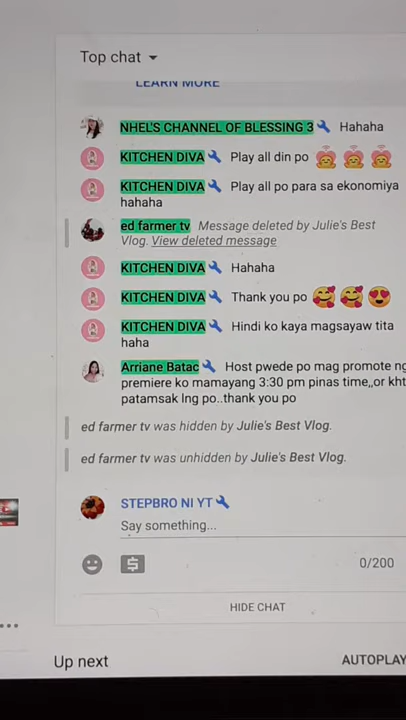 Top chat
LEARN MORE
NHEL'S CHANNEL OF BLESSING 3 Hahaha
KITCHEN DIVA Play all din po
KITCHEN DIVA Play all po para sa ekonomiya
hahaha
ed farmer tv Message deleted by Julie's Best
Vlog. View deleted message
KITCHEN DIVA Hahaha
KITCHEN DIVA Thank you po
KITCHEN DIVA Hindi ko kaya magsayaw tita
haha
Arriane Batac Host pwede po mag promote ng
premiere ko mamayang 3:30 pm pinas time,,or kht
patamsak lng po..thank you po
ed farmer tv was hidden by Julie's Best Vlog.
ed farmer tv was unhidden by Julie's Best Vlog.
STEPBRO NI YT
Say something...
0/200
HIDE CHAT
Up next AUTOPLAY